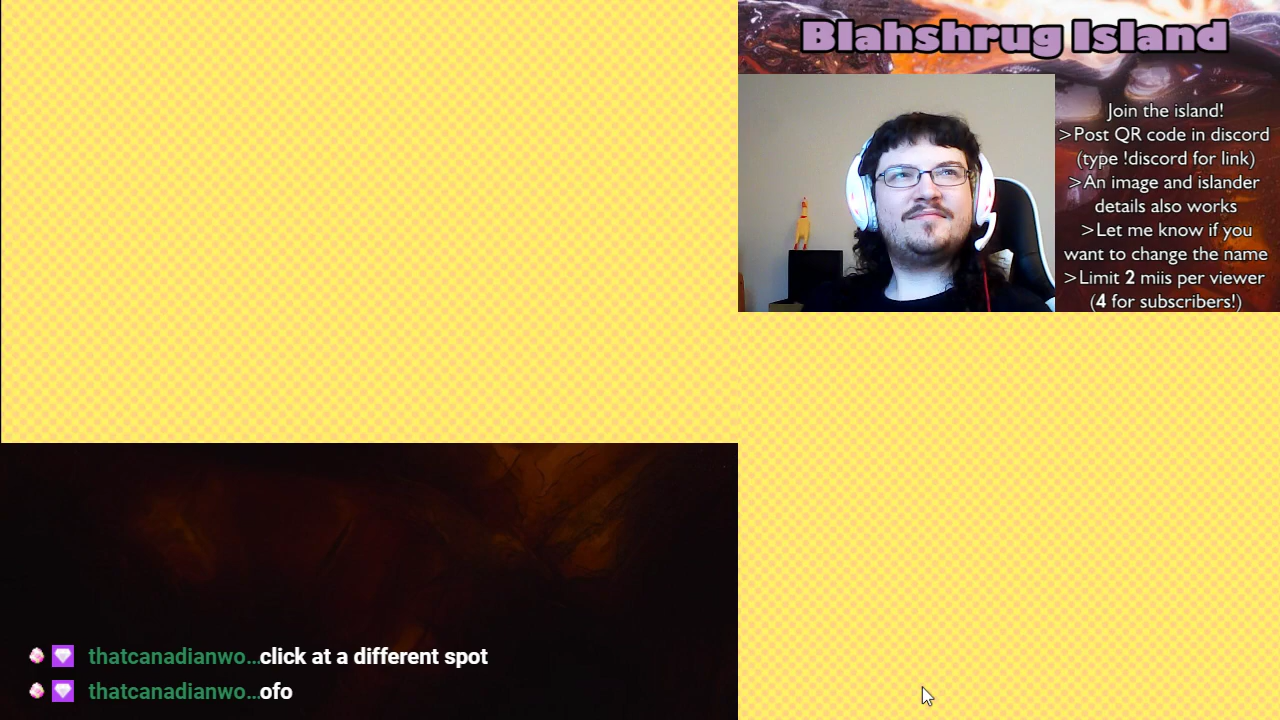 Blahshrug Island
Join the island!
>Post QR code in discord
(type !discord for link)
>An image and islander
details also works
>Let me know if you
want to change the name
>Limit 2 miis per viewer
(4 for subscribers!)
thatcanadianwo... click at a different spot
thatcanadianwo... ofo